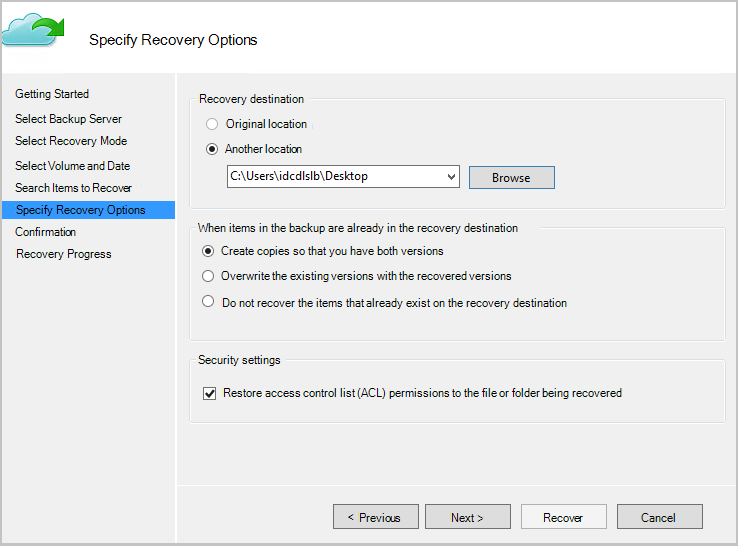 Specify Recovery Options
Getting Started
Select Backup Server
Select Recovery Mode
Select Volume and Date
Search Items to Recover
Specify Recovery Options
Confirmation
Recovery Progress
Recovery destination
Original location
Another location
C:\Users\idcdlslb\Desktop
Browse
When items in the backup are already in the recovery destination
Create copies so that you have both versions
Overwrite the existing versions with the recovered versions
Do not recover the items that already exist on the recovery destination
Security settings
Restore access control list (ACL) permissions to the file or folder being recovered
< Previous
Next >
Recover
Cancel